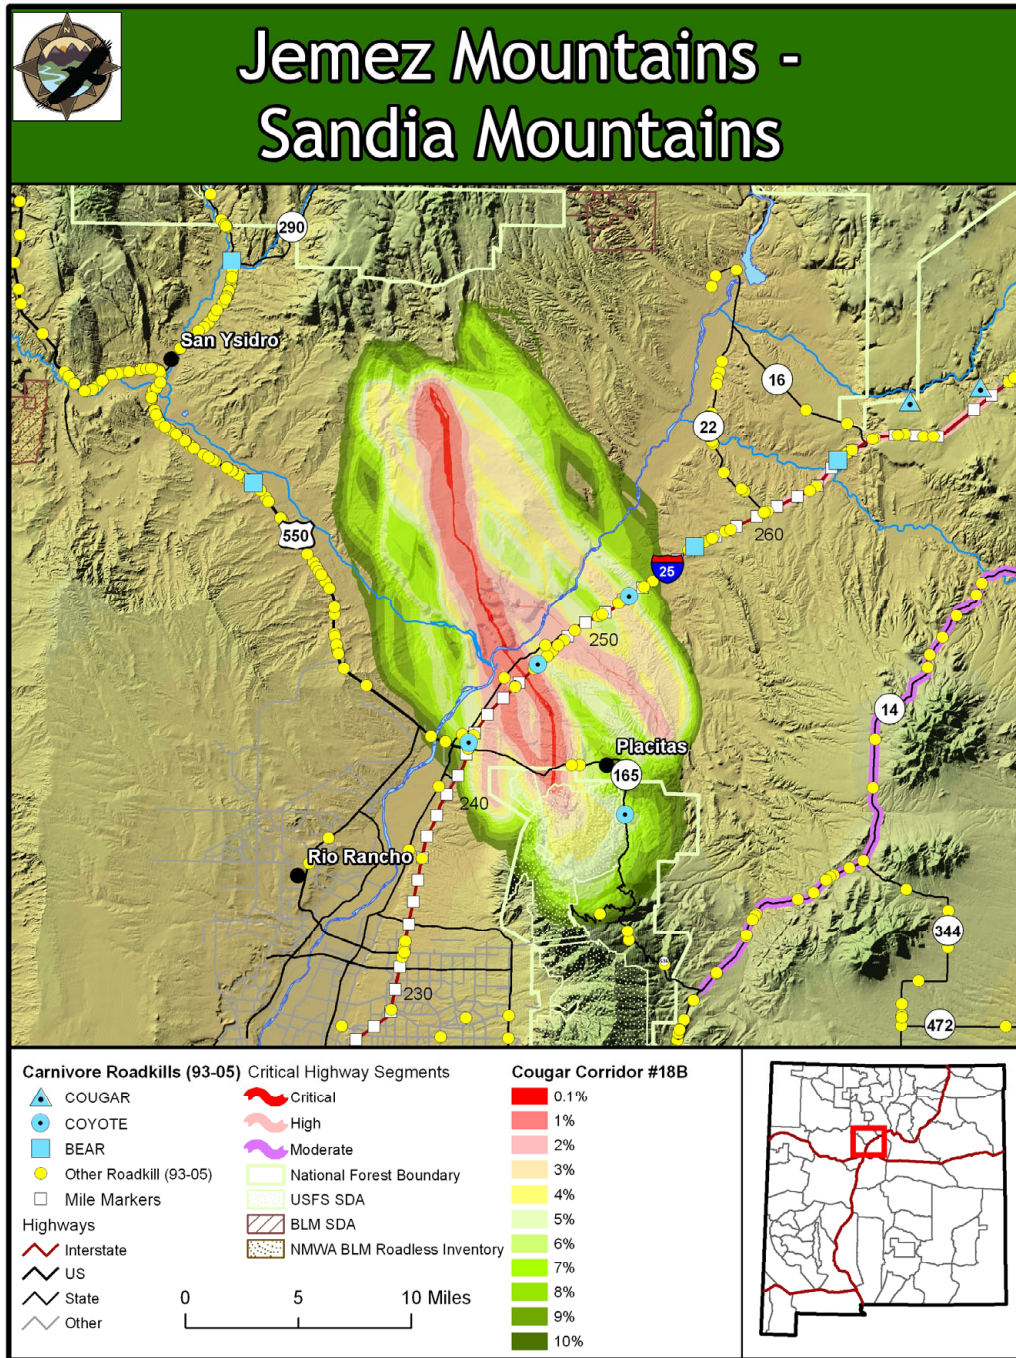 N
Jemez Mountains -
Sandia Mountains
290
San Ysidro
16
22
550
260
25
250
14
Placitas
165
240
Rio Rancho
344
230
472
Carnivore Roadkills (93-05)
COUGAR
COYOTE
BEAR
Other Roadkill (93-05)
Mile Markers
Highways
Interstate
US
State
Other
Critical Highway Segments
Critical
High
Moderate
National Forest Boundary
USFS SDA
BLM SDA
NMWA BLM Roadless Inventory
0 5 10 Miles
Cougar Corridor #18B
0.1%
1%
2%
3%
4%
5%
6%
7%
8%
9%
10%